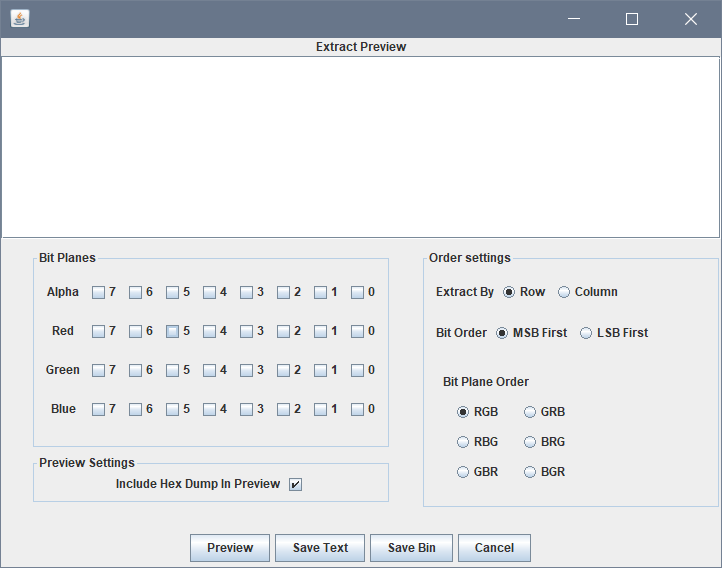 Extract Preview
Bit Planes
Alpha 7 6 5 4 3 2 1 0
Red 7 6 5 4 3 2 1 0
Green 7 6 5 4 3 2 1 0
Blue 7 6 5 4 3 2 1 0
Preview Settings
Include Hex Dump In Preview
Order settings
Extract By Row Column
Bit Order MSB First LSB First
Bit Plane Order
RGB GRB
RBG BRG
GBR BGR
Preview Save Text Save Bin Cancel